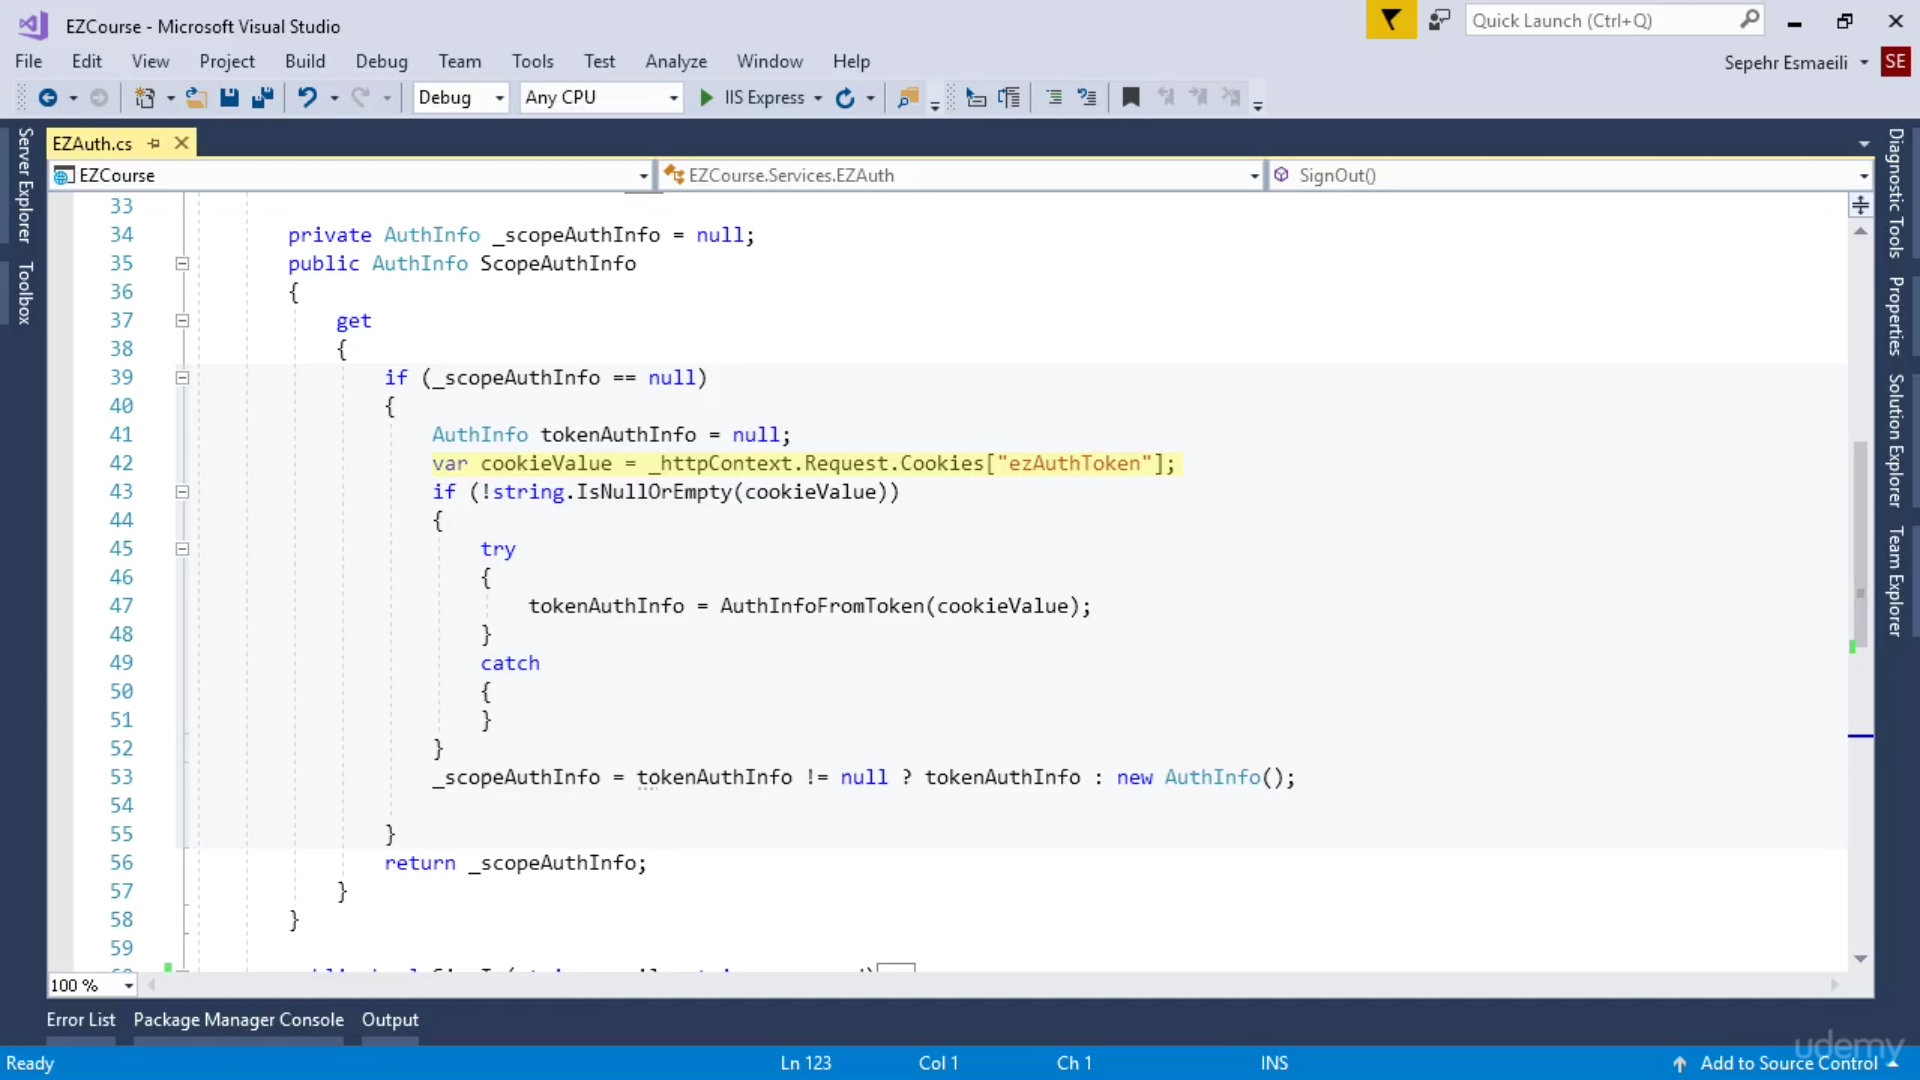 EZCourse - Microsoft Visual Studio
Quick Launch (Ctrl+Q)
File Edit View Project Build Debug Team Tools Test Analyze Window Help
Sepehr Esmaeili SE
Debug Any CPU IIS Express
Server Explorer
Toolbox
EZAuth.cs
EZCourse EZCourse.Services.EZAuth SignOut()
33
34 private AuthInfo _scopeAuthInfo = null;
35 public AuthInfo ScopeAuthInfo
36 {
37 get
38 {
39 if (_scopeAuthInfo == null)
40 {
41 AuthInfo tokenAuthInfo = null;
42 var cookieValue = _httpContext.Request.Cookies["ezAuthToken"];
43 if (!string.IsNullOrEmpty(cookieValue))
44 {
45 try
46 {
47 tokenAuthInfo = AuthInfoFromToken(cookieValue);
48 }
49 catch
50 {
51 }
52 }
53 _scopeAuthInfo = tokenAuthInfo != null ? tokenAuthInfo : new AuthInfo();
54
55 }
56 return _scopeAuthInfo;
57 }
58 }
59
Diagnostic Tools
Properties
Solution Explorer
Team Explorer
100 %
Error List Package Manager Console Output
Ready Ln 123 Col 1 Ch 1 INS Add to Source Control
udemy